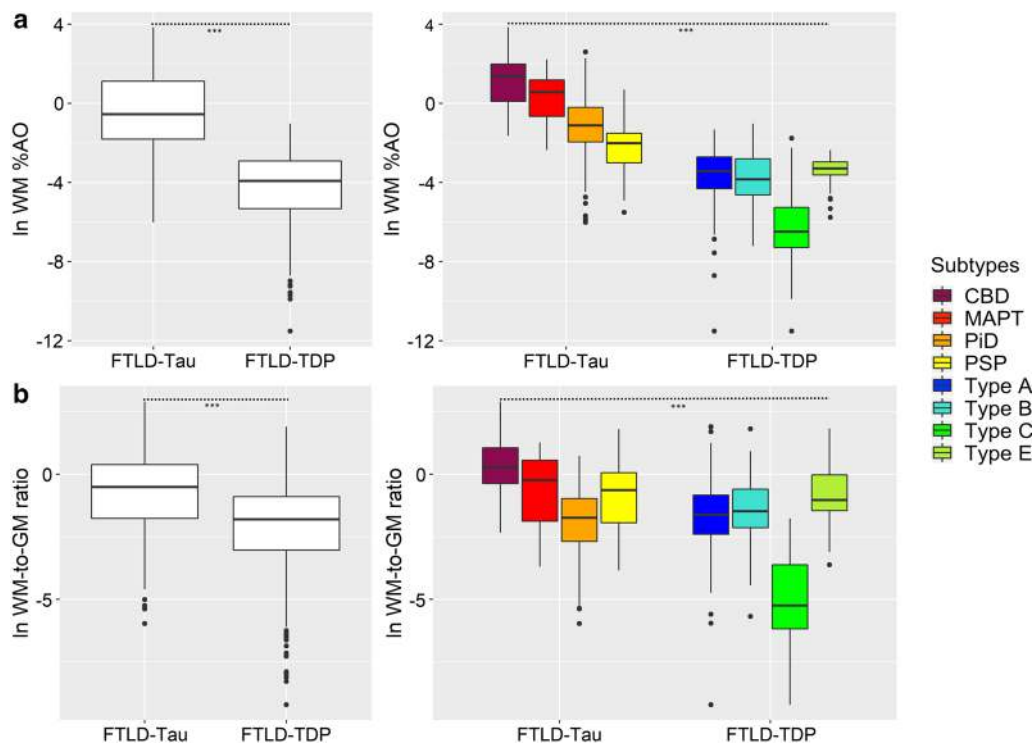 a
ln WM %AO
4
0
-4
-8
-12
***
FTLD-Tau
FTLD-TDP
ln WM %AO
4
0
-4
-8
-12
***
FTLD-Tau
FTLD-TDP
b
ln WM-to-GM ratio
0
-5
***
FTLD-Tau
FTLD-TDP
ln WM-to-GM ratio
0
-5
***
FTLD-Tau
FTLD-TDP
Subtypes
CBD
MAPT
PiD
PSP
Type A
Type B
Type C
Type E